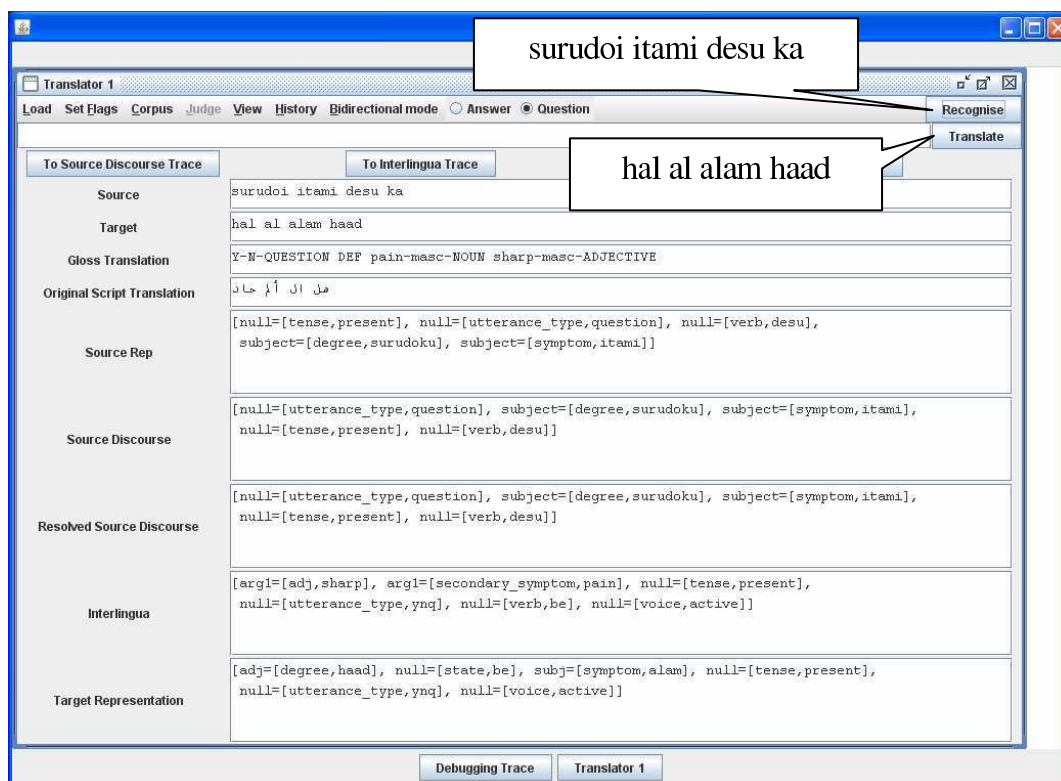 surudoi itami desu ka
Translator 1
Load Set Flags Corpus Judge View History Bidirectional mode Answer Question
Recognise
Translate
hal al alam haad
To Source Discourse Trace To Interlingua Trace
Source surudoi itami desu ka
Target hal al alam haad
Gloss Translation Y-N-QUESTION DEF pain-masc-NOUN sharp-masc-ADJECTIVE
Original Script Translation هل ال ألم حاد
Source Rep
[null=[tense,present], null=[utterance_type,question], null=[verb,desu],
subject=[degree,surudoku], subject=[symptom,itami]]
Source Discourse
[null=[utterance_type,question], subject=[degree,surudoku], subject=[symptom,itami],
null=[tense,present], null=[verb,desu]]
Resolved Source Discourse
[null=[utterance_type,question], subject=[degree,surudoku], subject=[symptom,itami],
null=[tense,present], null=[verb,desu]]
Interlingua
[arg1=[adj,sharp], arg1=[secondary_symptom,pain], null=[tense,present],
null=[utterance_type,ynq], null=[verb,be], null=[voice,active]]
Target Representation
[adj=[degree,haad], null=[state,be], subj=[symptom,alam], null=[tense,present],
null=[utterance_type,ynq], null=[voice,active]]
Debugging Trace Translator 1